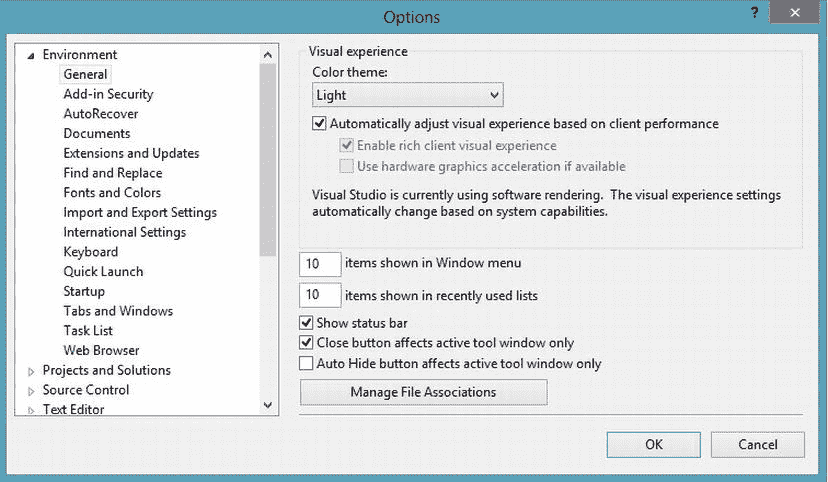 Options
?
Environment
General
Add-in Security
AutoRecover
Documents
Extensions and Updates
Find and Replace
Fonts and Colors
Import and Export Settings
International Settings
Keyboard
Quick Launch
Startup
Tabs and Windows
Task List
Web Browser
Projects and Solutions
Source Control
Text Editor
Visual experience
Color theme:
Light
Automatically adjust visual experience based on client performance
Enable rich client visual experience
Use hardware graphics acceleration if available
Visual Studio is currently using software rendering.  The visual experience settings
automatically change based on system capabilities.
10 items shown in Window menu
10 items shown in recently used lists
Show status bar
Close button affects active tool window only
Auto Hide button affects active tool window only
Manage File Associations
OK
Cancel